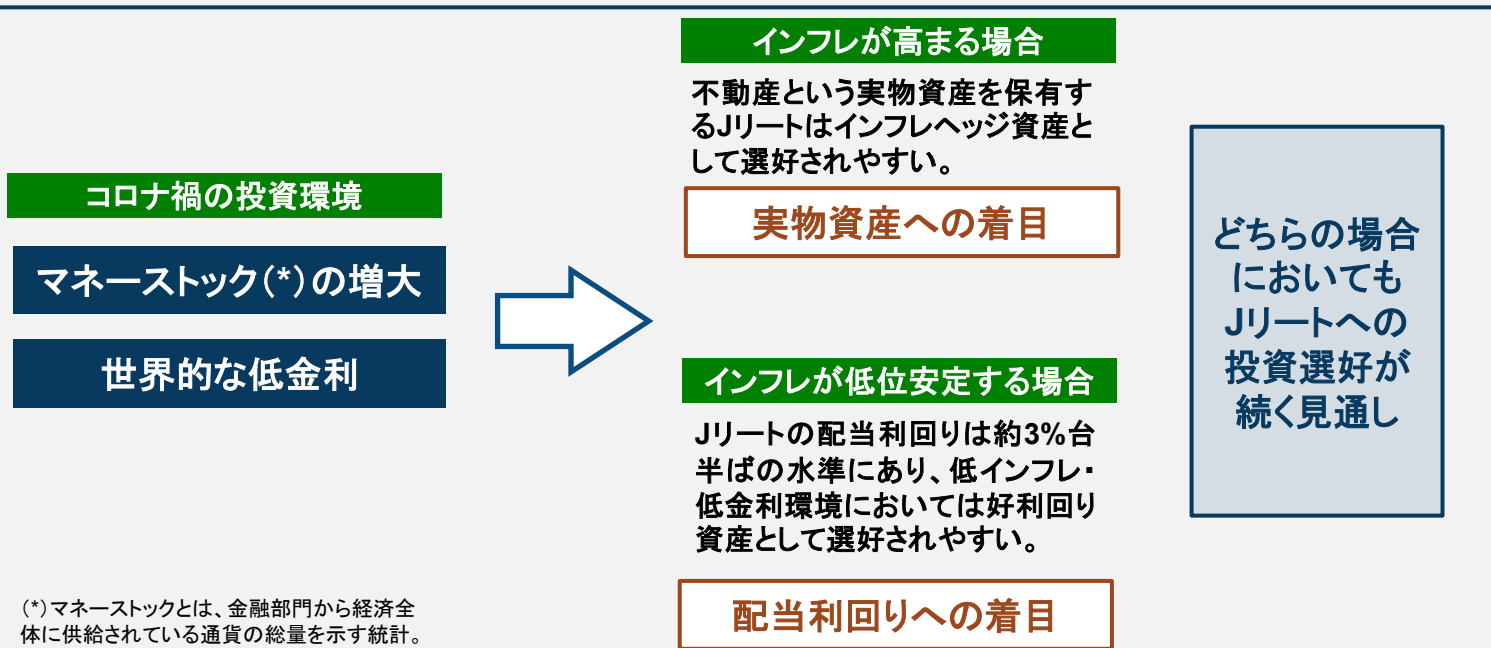 コロナ禍の投資環境
マネーストック(*)の増大
世界的な低金利
(*)マネーストックとは、金融部門から経済全
体に供給されている通貨の総量を示す統計。
インフレが高まる場合
不動産という実物資産を保有す
るJリートはインフレヘッジ資産と
して選好されやすい。
実物資産への着目
インフレが低位安定する場合
Jリートの配当利回りは約3%台
半ばの水準にあり、低インフレ・
低金利環境においては好利回り
資産として選好されやすい。
配当利回りへの着目
どちらの場合
においても
Jリートへの
投資選好が
続く見通し